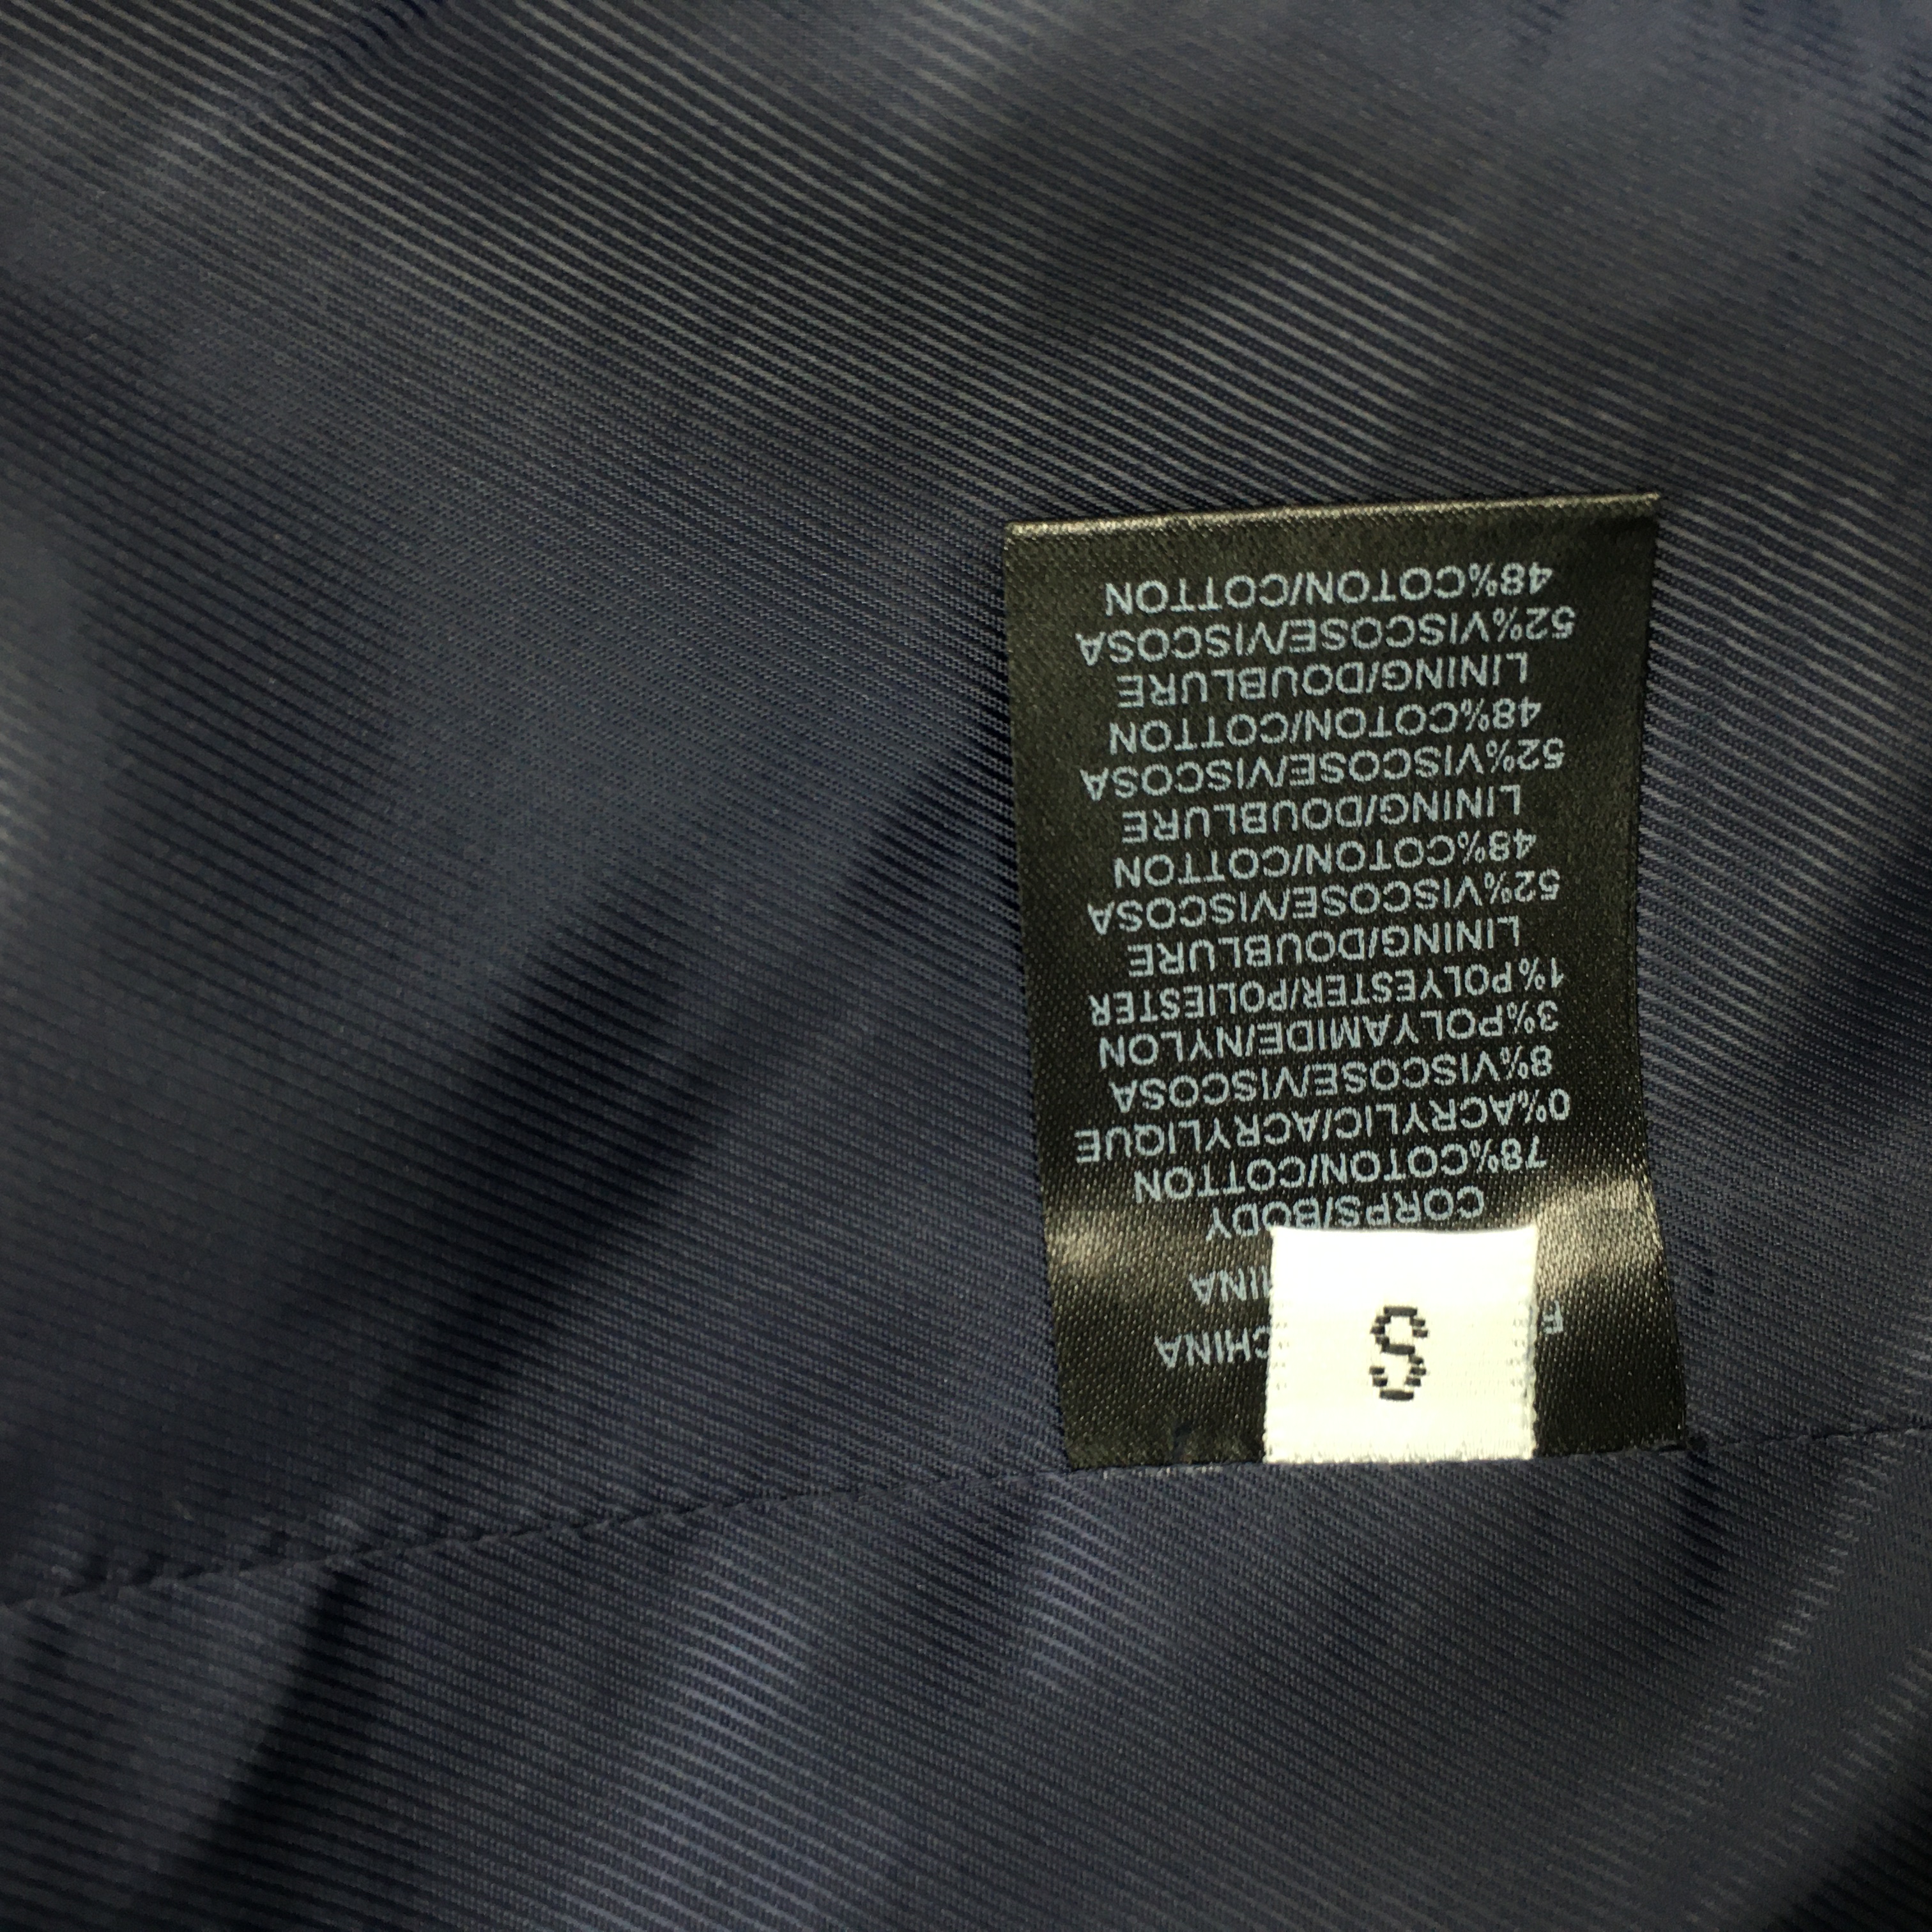 S
CHINA
CORPS/BODY
78%COTON/COTTON
0%ACRYLIC/ACRYLIQUE
8%VISCOSE/VISCOSA
3%POLYAMIDE/NYLON
1%POLYESTER/POLIESTER
LINING/DOUBLURE
52%VISCOSE/VISCOSA
48%COTON/COTTON
LINING/DOUBLURE
52%VISCOSE/VISCOSA
48%COTON/COTTON
LINING/DOUBLURE
52%VISCOSE/VISCOSA
48%COTON/COTTON